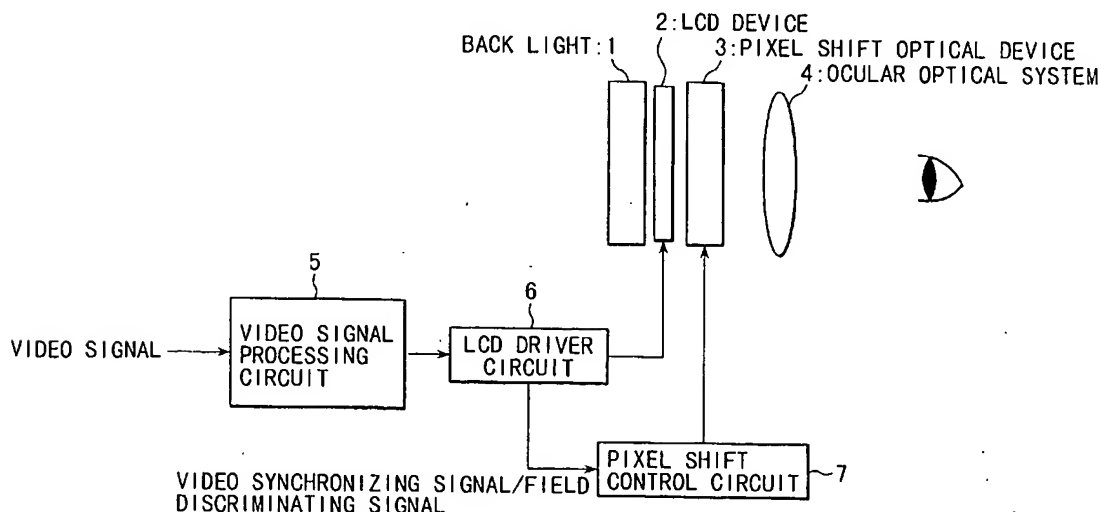 2:LCD DEVICE
BACK LIGHT:1
3:PIXEL SHIFT OPTICAL DEVICE
4:OCULAR OPTICAL SYSTEM
5
6
VIDEO SIGNAL
VIDEO SIGNAL
PROCESSING
CIRCUIT
LCD DRIVER
CIRCUIT
PIXEL SHIFT
CONTROL CIRCUIT
7
VIDEO SYNCHRONIZING SIGNAL/FIELD
DISCRIMINATING SIGNAL